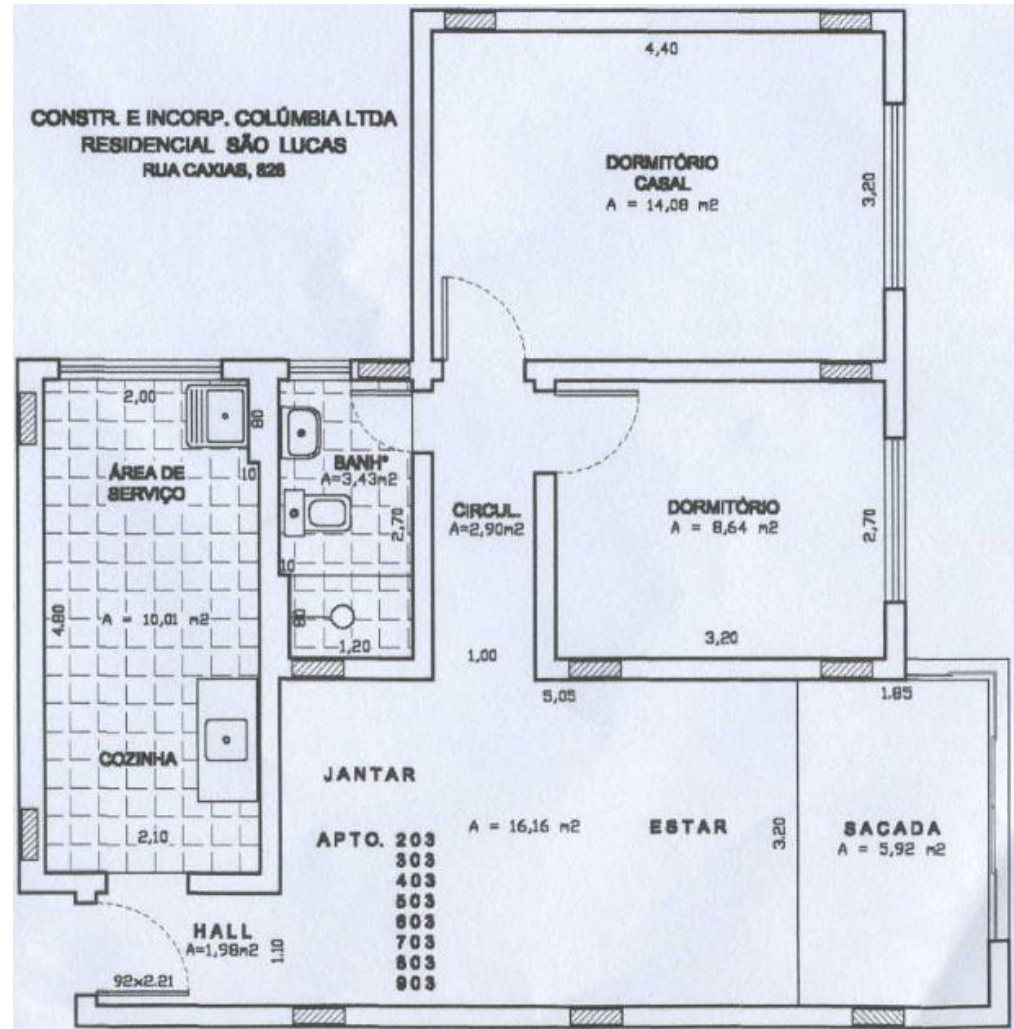 CONSTR. E INCORP. COLÚMBIA LTDA
RESIDENCIAL SÃO LUCAS
RUA CAXIAS, 826
4,40
DORMITÓRIO
CASAL
A = 14,08 m2
3,20
2,00
80
10
ÁREA DE
SERVIÇO
4,80
A = 10,01 m2
COZINHA
2,10
BANHº
A=3,43m2
2,70
10
80
1,20
CIRCUL.
A=2,90m2
1,00
DORMITÓRIO
A = 8,64 m2
2,70
3,20
5,05
1,85
JANTAR
APTO. 203
303
403
503
603
703
803
903
A = 16,16 m2
ESTAR
3,20
SACADA
A = 5,92 m2
HALL
A=1,98m2
1,10
92x2.21